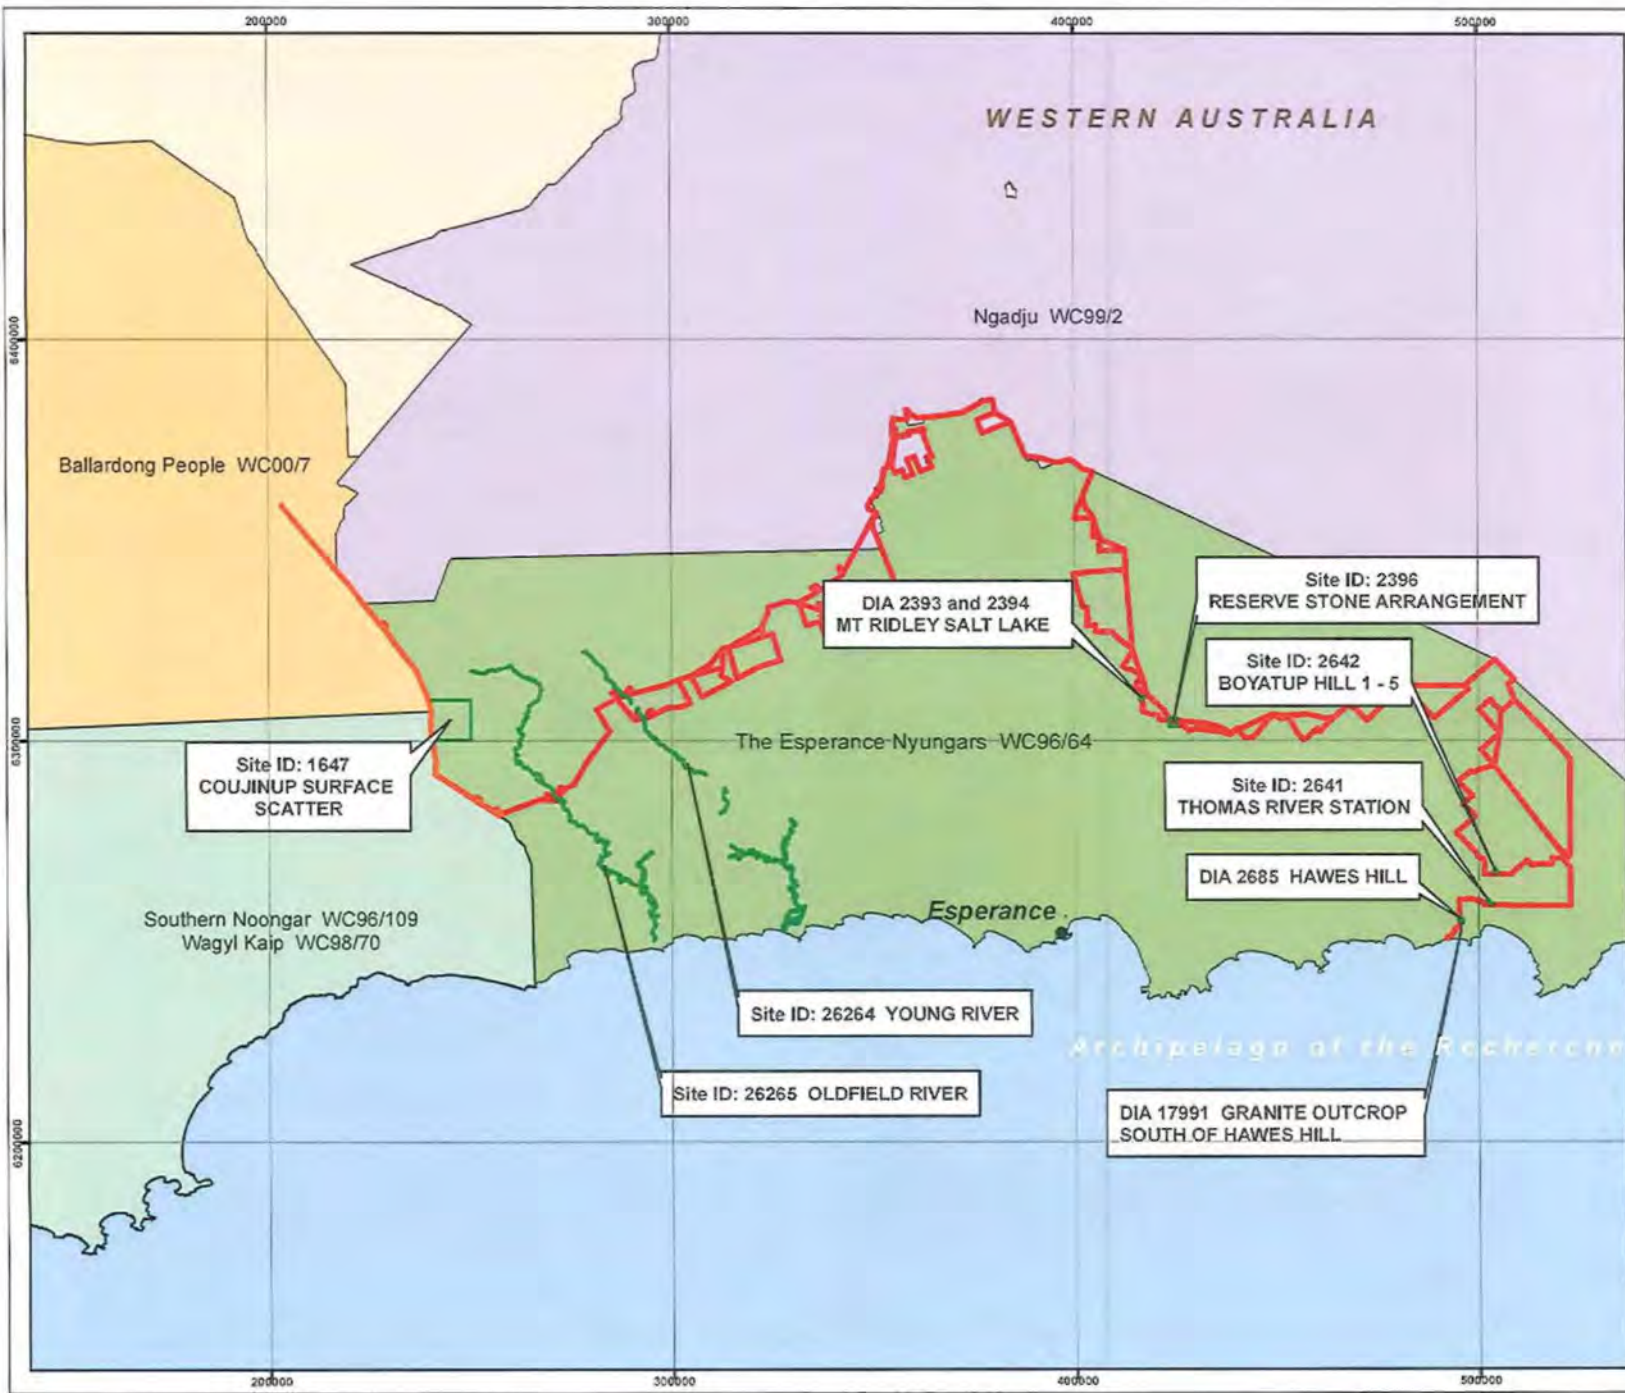 200000
300000
400000
500000
WESTERN AUSTRALIA
Ngadju WC99/2
6400000
Ballardong People WC00/7
Site ID: 2396
RESERVE STONE ARRANGEMENT
DIA 2393 and 2394
MT RIDLEY SALT LAKE
Site ID: 2642
BOYATUP HILL 1 - 5
6300000
The Esperance Nyungars WC96/64
Site ID: 1647
COUJINUP SURFACE
SCATTER
Site ID: 2641
THOMAS RIVER STATION
DIA 2685 HAWES HILL
Southern Noongar WC96/109
Wagyl Kaip WC98/70
Esperance
Site ID: 26264 YOUNG RIVER
Archipelago of the Recherche
Site ID: 26265 OLDFIELD RIVER
DIA 17991 GRANITE OUTCROP
SOUTH OF HAWES HILL
6200000
200000
300000
400000
500000